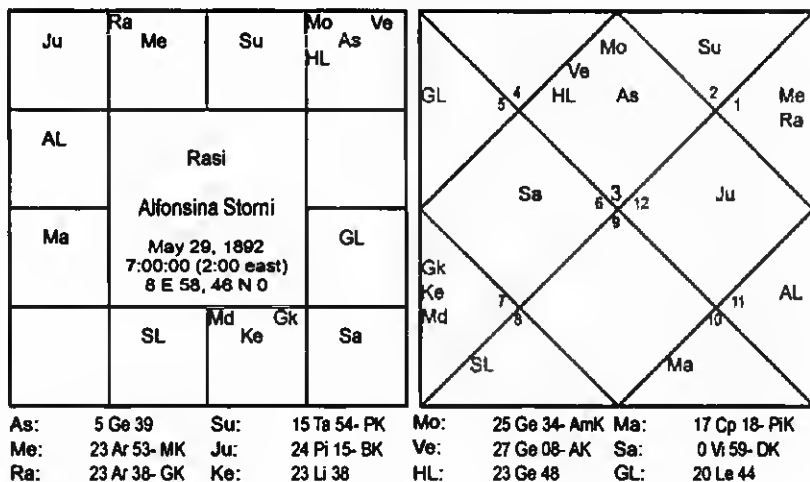 Ju
Ra
Me
Su
Mo Ve
HL As
AL
Rasi
Alfonsina Storni
May 29, 1892
7:00:00 (2:00 east)
8 E 58, 46 N 0
Ma
GL
SL
Md Gk
Ke
Sa
Mo
Su
Ve
GL
5 4
HL
As
2 1
Me
Ra
Sa
3
6 12
9
Ju
Gk
Ke
Md
7
8
AL
11
10
SL
Ma
As: 5 Ge 39 Su: 15 Ta 54- PK Mo: 25 Ge 34- AmK Ma: 17 Cp 18- PiK
Me: 23 Ar 53- MK Ju: 24 Pi 15- BK Ve: 27 Ge 08- AK Sa: 0 Vi 59- DK
Ra: 23 Ar 38- GK Ke: 23 Li 38 HL: 23 Ge 48 GL: 20 Le 44